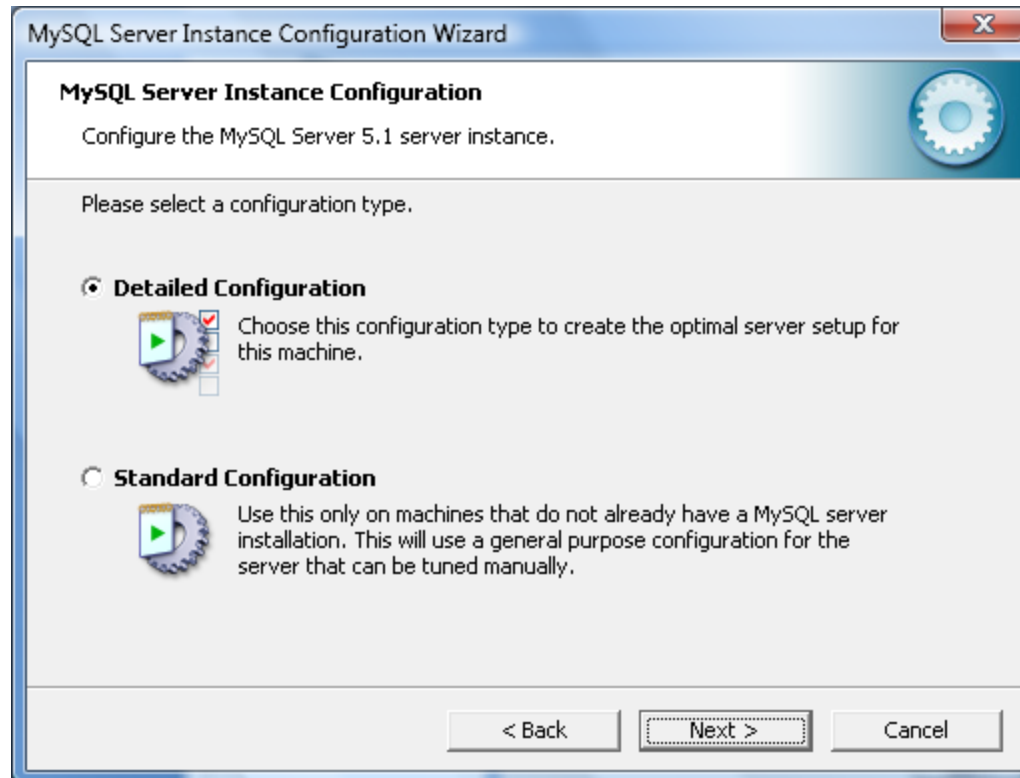 MySQL Server Instance Configuration Wizard
MySQL Server Instance Configuration
Configure the MySQL Server 5.1 server instance.
Please select a configuration type.
Detailed Configuration
Choose this configuration type to create the optimal server setup for
this machine.
Standard Configuration
Use this only on machines that do not already have a MySQL server
installation. This will use a general purpose configuration for the
server that can be tuned manually.
< Back Next > Cancel